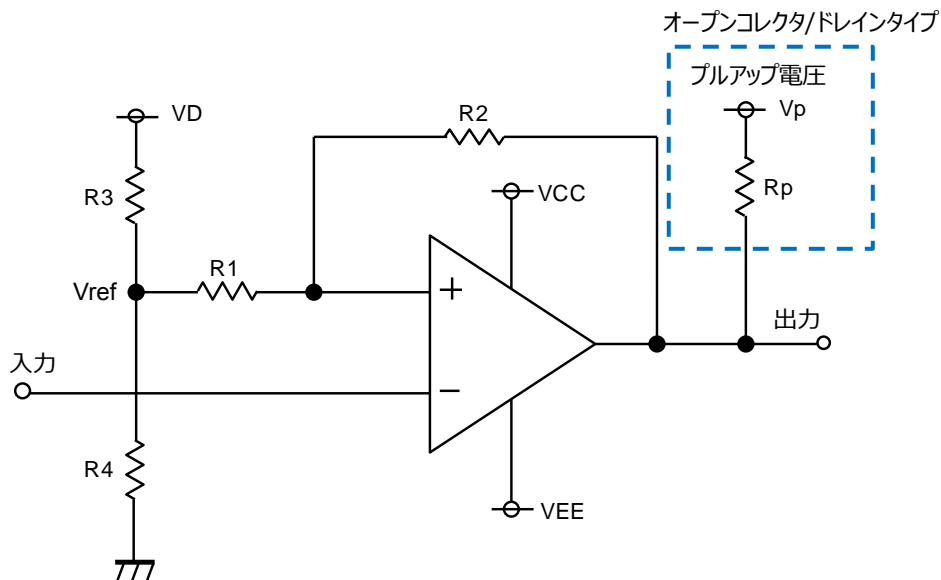 オープンコレクタ/ドレインタイプ
プルアップ電圧
VD
R2
Vp
R3
VCC
Rp
R1
Vref
+
出力
入力
−
R4
VEE